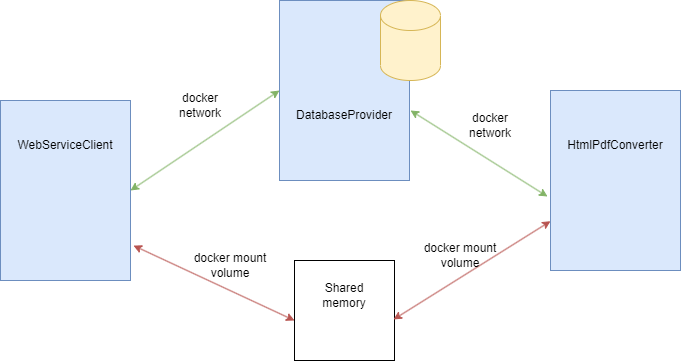 docker
network
DatabaseProvider
docker
network
WebServiceClient
HtmlPdfConverter
docker mount
volume
docker mount
volume
Shared
memory